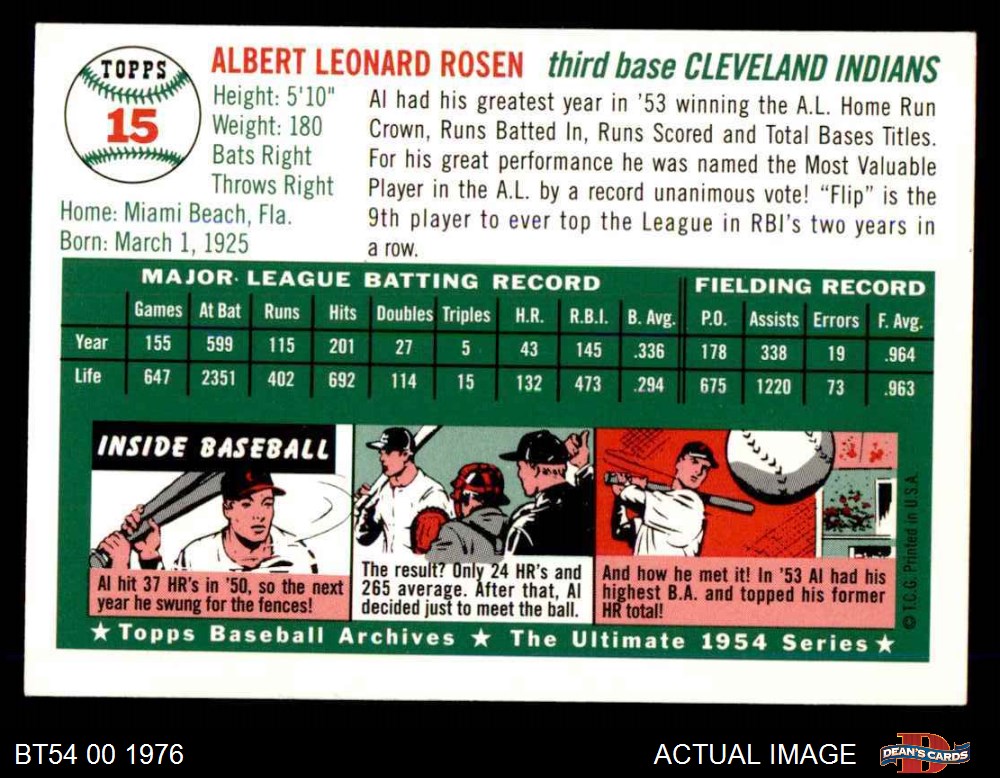 TOPPS
15
ALBERT LEONARD ROSEN third base CLEVELAND INDIANS
Height: 5'10"
Weight: 180
Bats Right
Throws Right
Home: Miami Beach, Fla.
Born: March 1, 1925
Al had his greatest year in '53 winning the A.L. Home Run
Crown, Runs Batted In, Runs Scored and Total Bases Titles.
For his great performance he was named the Most Valuable
Player in the A.L. by a record unanimous vote! "Flip" is the
9th player to ever top the League in RBI's two years in
a row.
MAJOR LEAGUE BATTING RECORD FIELDING RECORD
Games At Bat Runs Hits Doubles Triples H.R. R.B.I. B. Avg. P.O. Assists Errors F. Avg.
Year 155 599 115 201 27 5 43 145 .336 178 338 19 .964
Life 647 2351 402 692 114 15 132 473 .294 675 1220 73 .963
INSIDE BASEBALL
Al hit 37 HR's in '50, so the next
year he swung for the fences!
The result? Only 24 HR's and
265 average. After that, Al
decided just to meet the ball.
And how he met it! In '53 Al had his
highest B.A. and topped his former
HR total!
© T.C.G. Printed in U.S.A.
★ Topps Baseball Archives ★ The Ultimate 1954 Series ★
BT54 00 1976
ACTUAL IMAGE
DEAN'S CARDS